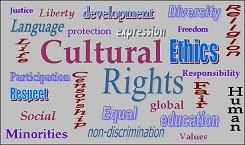 Justice Liberty development Diversity
Language protection expression Freedom Religion
Life Cultural Ethics
Participation Censorship Rights Responsibility
Respect Fair Human
Social Equal global education
Minorities non-discrimination Values